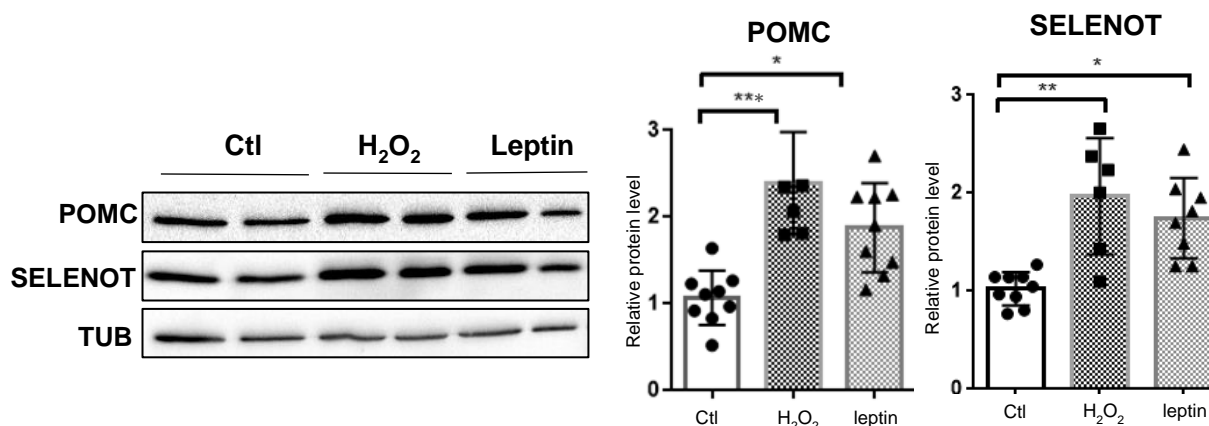 Ctl H₂O₂ Leptin
POMC
SELENOT
TUB
POMC
*
***
Relative protein level
3
2
1
0
Ctl H₂O₂ leptin
SELENOT
*
**
Relative protein level
3
2
1
0
Ctl H₂O₂ leptin